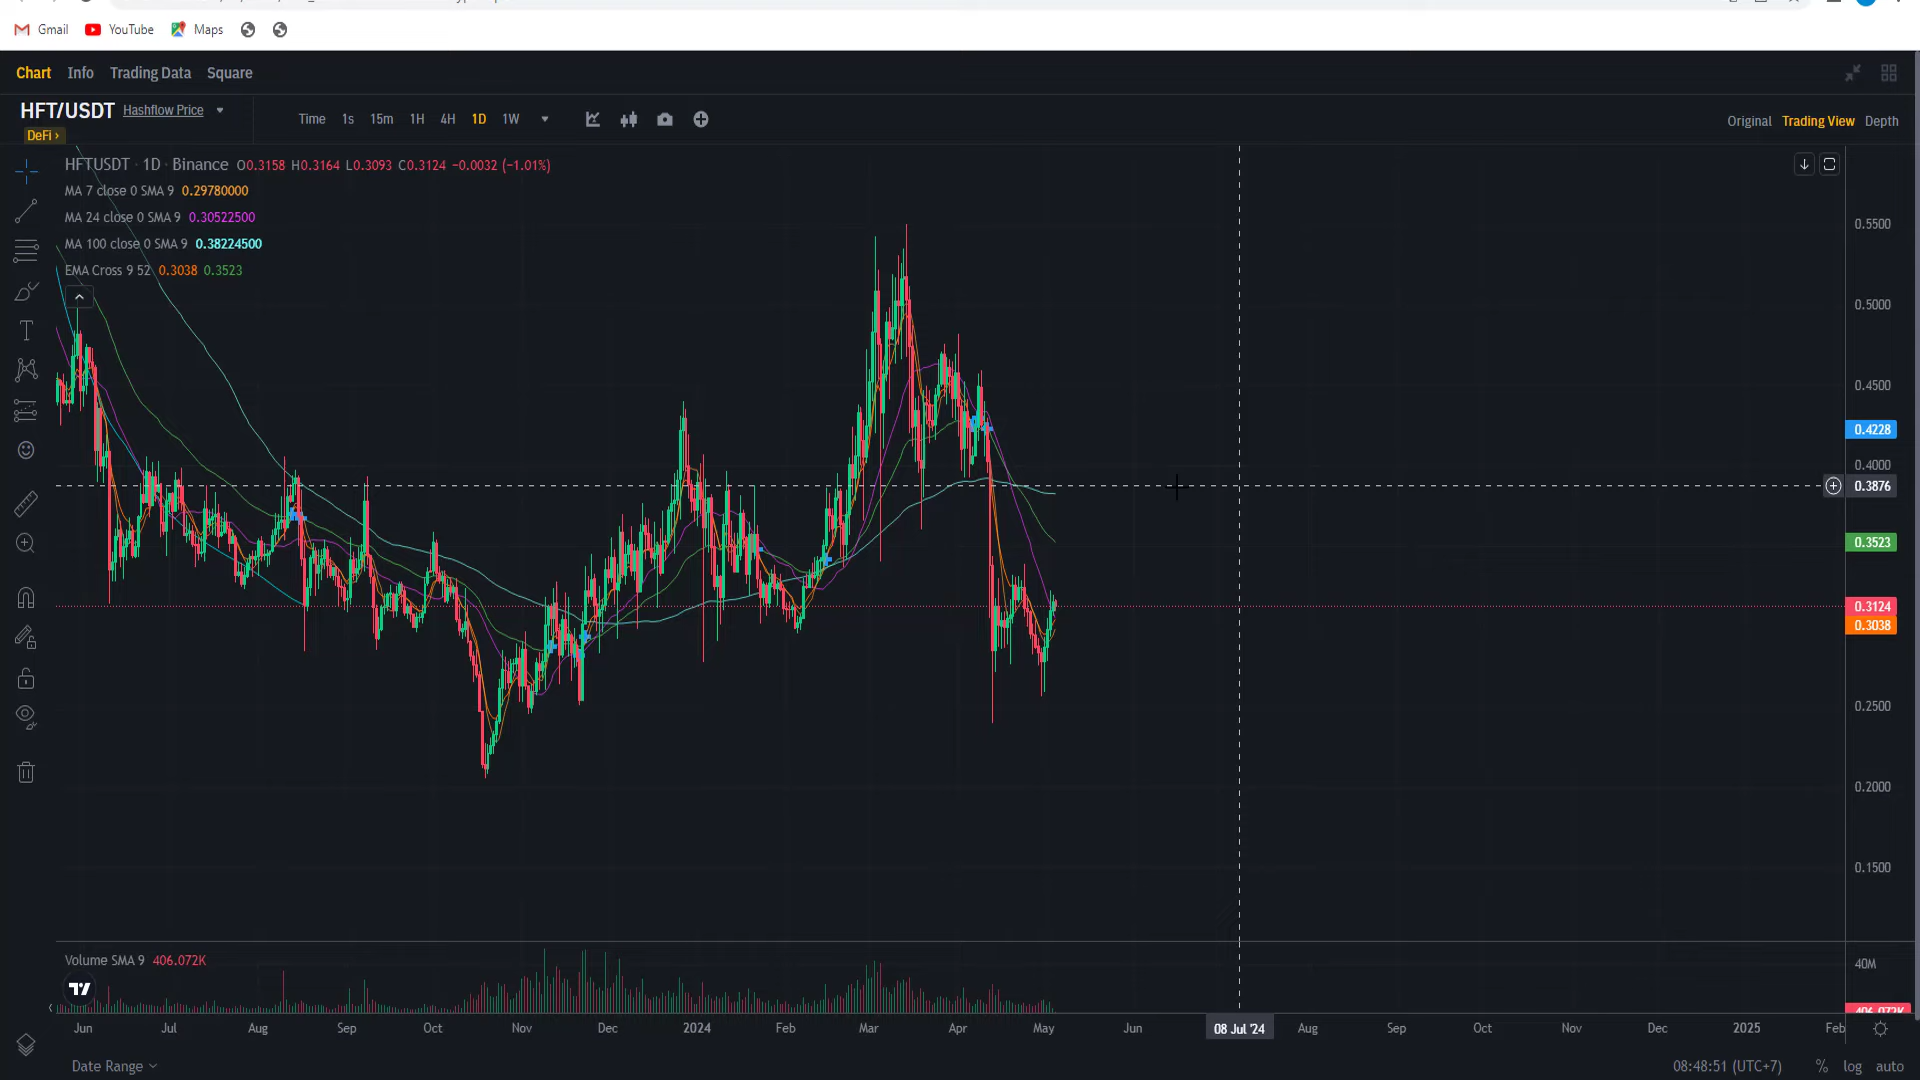 Gmail YouTube Maps
Chart Info Trading Data Square
HFT/USDT Hashflow Price
DeFi ›
Time 1s 15m 1H 4H 1D 1W
Original Trading View Depth
HFTUSDT · 1D · Binance O0.3158 H0.3164 L0.3093 C0.3124 −0.0032 (−1.01%)
MA 7 close 0 SMA 9 0.29780000
MA 24 close 0 SMA 9 0.30522500
MA 100 close 0 SMA 9 0.38224500
EMA Cross 9 52 0.3038 0.3523
0.5500
0.5000
0.4500
0.4228
0.4000
0.3876
0.3523
0.3124
0.3038
0.2500
0.2000
0.1500
Volume SMA 9 406.072K
40M
406.072K
Jun Jul Aug Sep Oct Nov Dec 2024 Feb Mar Apr May Jun 08 Jul '24 Aug Sep Oct Nov Dec 2025 Feb
Date Range
08:48:51 (UTC+7) % log auto